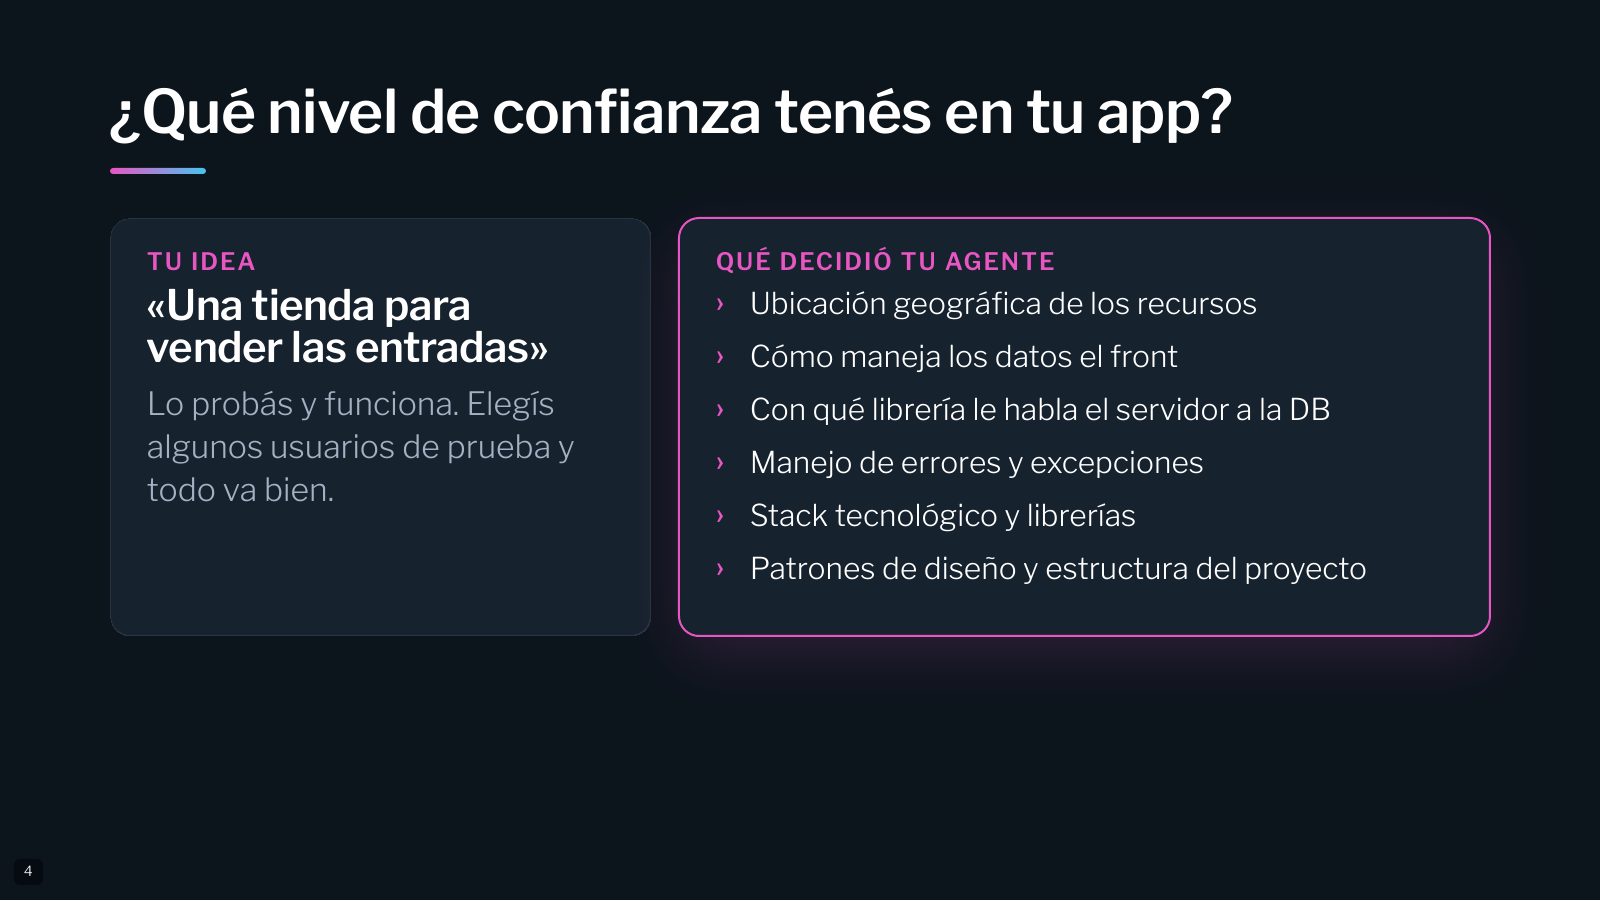 ¿Qué nivel de confianza tenés en tu app?
TU IDEA
«Una tienda para
vender las entradas»
Lo probás y funciona. Elegís
algunos usuarios de prueba y
todo va bien.
QUÉ DECIDIÓ TU AGENTE
› Ubicación geográfica de los recursos
› Cómo maneja los datos el front
› Con qué librería le habla el servidor a la DB
› Manejo de errores y excepciones
› Stack tecnológico y librerías
› Patrones de diseño y estructura del proyecto
4